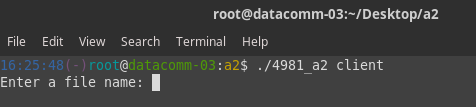 root@datacomm-03:~/Desktop/a2
File Edit View Search Terminal Help
16:25:48(-)root@datacomm-03:a2$ ./4981_a2 client
Enter a file name: